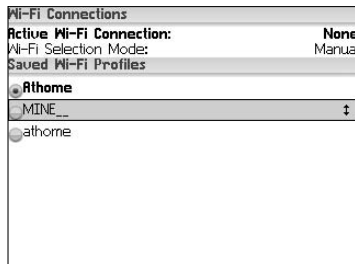 Wi-Fi Connections
Active Wi-Fi Connection: None
Wi-Fi Selection Mode: Manua
Saved Wi-Fi Profiles
Athome
MINE__
athome